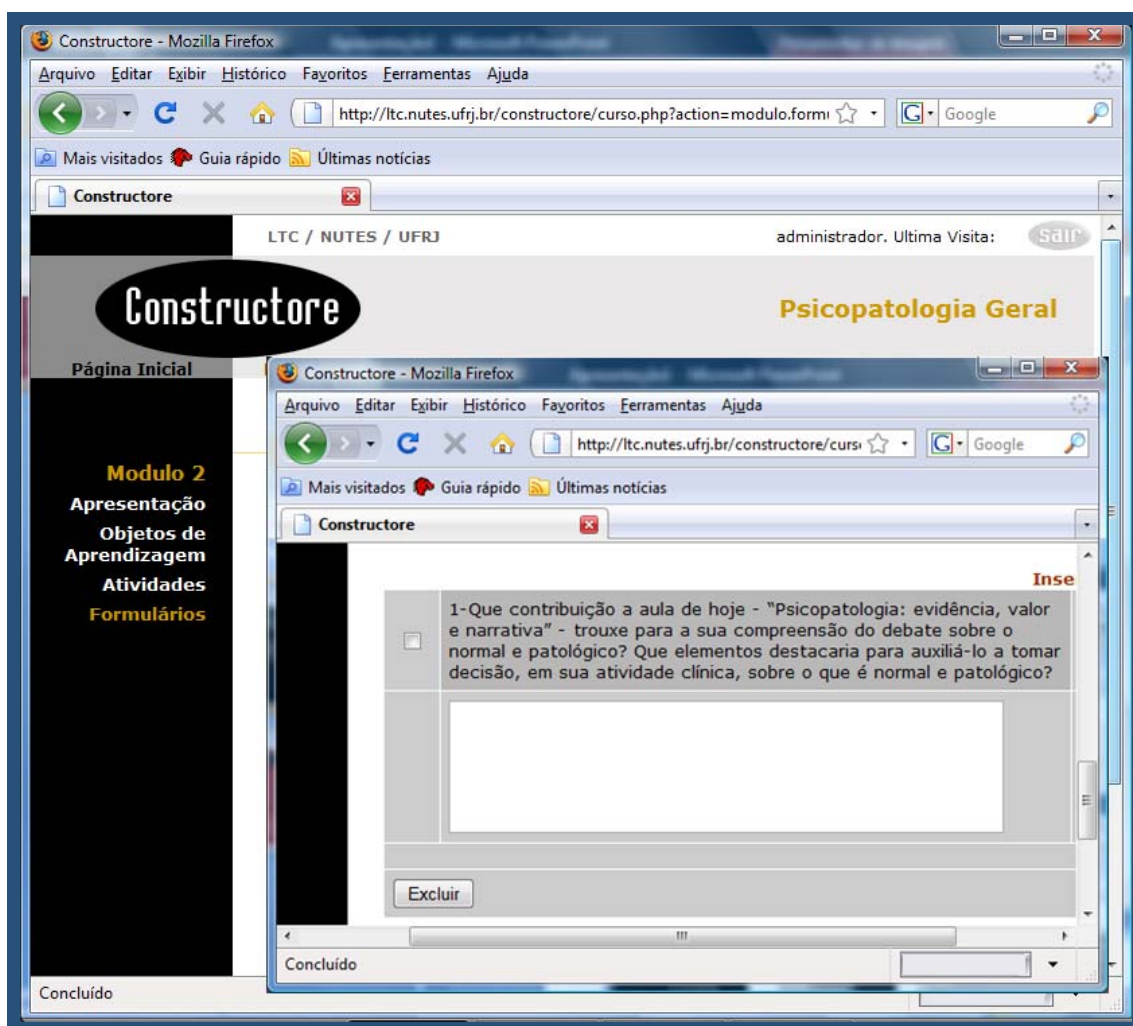 Constructore - Mozilla Firefox
Arquivo Editar Exibir Histórico Favoritos Ferramentas Ajuda
http://ltc.nutes.ufrj.br/constructore/curso.php?action=modulo.form
Google
Mais visitados Guia rápido Últimas notícias
Constructore
LTC / NUTES / UFRJ
administrador. Ultima Visita:
sair
Constructore
Psicopatologia Geral
Página Inicial
Modulo 2
Apresentação
Objetos de
Aprendizagem
Atividades
Formulários
Constructore - Mozilla Firefox
Arquivo Editar Exibir Histórico Favoritos Ferramentas Ajuda
http://ltc.nutes.ufrj.br/constructore/curs
Google
Mais visitados Guia rápido Últimas notícias
Constructore
Inse
1-Que contribuição a aula de hoje - "Psicopatologia: evidência, valor
e narrativa" - trouxe para a sua compreensão do debate sobre o
normal e patológico? Que elementos destacaria para auxiliá-lo a tomar
decisão, em sua atividade clínica, sobre o que é normal e patológico?
Excluir
Concluído
Concluído